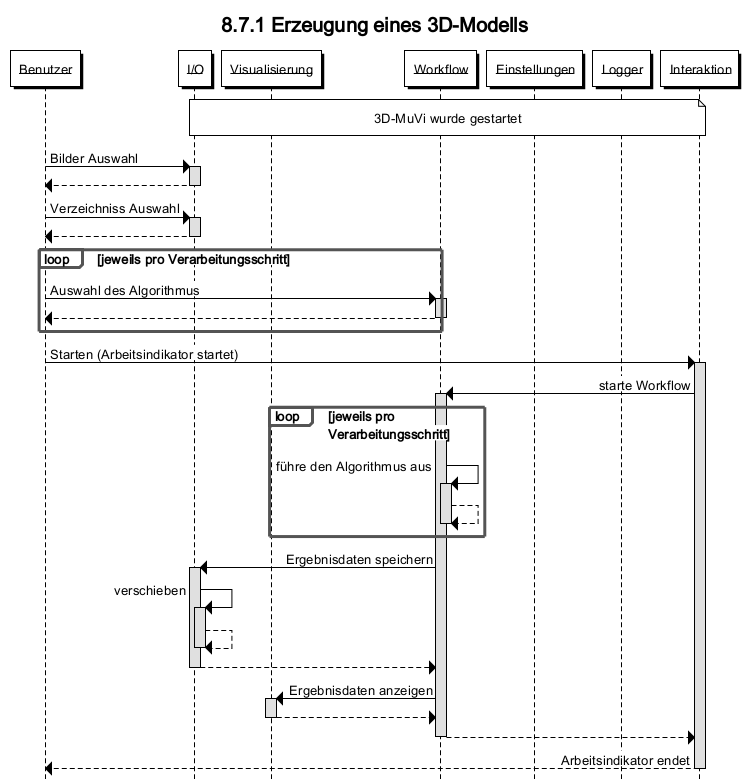 8.7.1 Erzeugung eines 3D-Modells
Benutzer
I/O
Visualisierung
Workflow
Einstellungen
Logger
Interaktion
3D-MuVi wurde gestartet
Bilder Auswahl
Verzeichniss Auswahl
loop [jeweils pro Verarbeitungsschritt]
Auswahl des Algorithmus
Starten (Arbeitsindikator startet)
starte Workflow
loop [jeweils pro
Verarbeitungsschritt]
führe den Algorithmus aus
Ergebnisdaten speichern
verschieben
Ergebnisdaten anzeigen
Arbeitsindikator endet